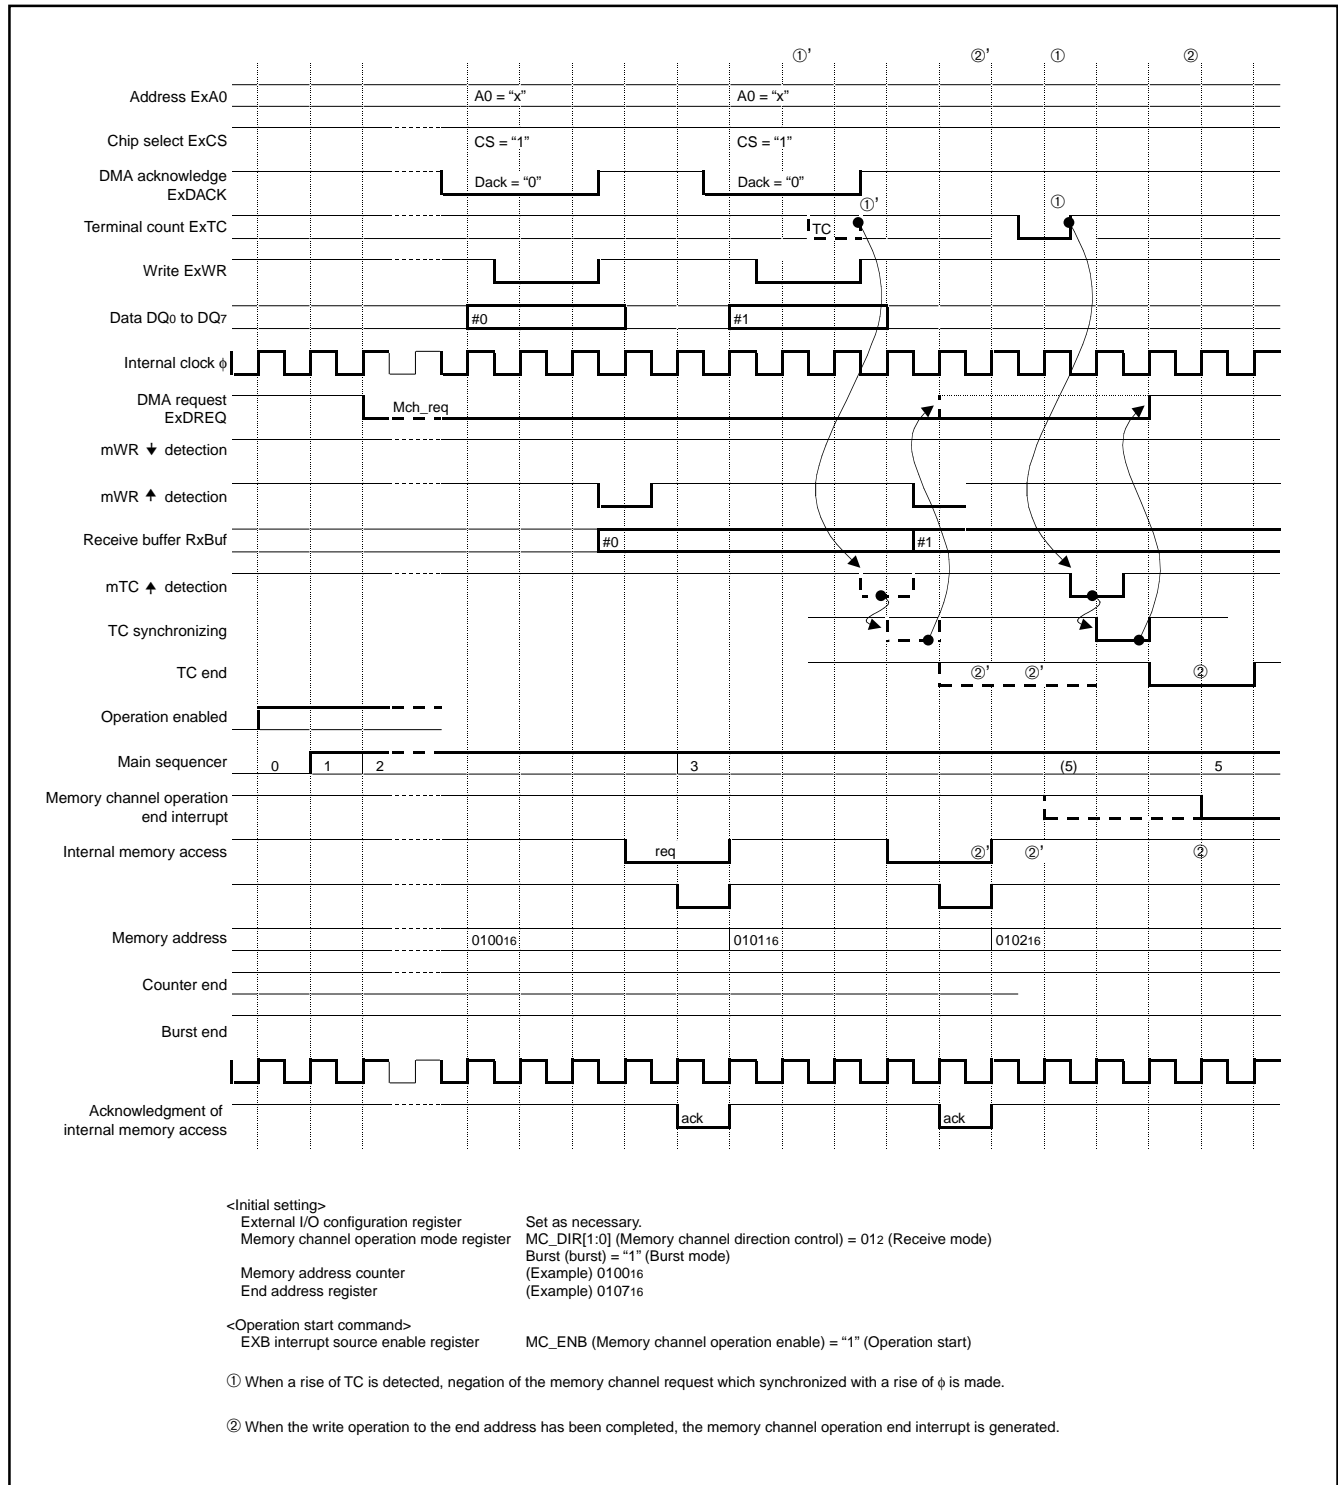 ①’ ②’ ① ②
Address ExA0 A0 = “x” A0 = “x”
Chip select ExCS CS = “1” CS = “1”
DMA acknowledge
ExDACK Dack = “0” Dack = “0”
①’ ①
Terminal count ExTC TC
Write ExWR
Data DQ0 to DQ7 #0 #1
Internal clock ϕ
DMA request
ExDREQ Mch_req
mWR ↓ detection
mWR ↑ detection
Receive buffer RxBuf #0 #1
mTC ↑ detection
TC synchronizing
TC end ②’ ②’ ②
Operation enabled
Main sequencer 0 1 2 3 (5) 5
Memory channel operation
end interrupt
Internal memory access req ②’ ②’ ②
Memory address 010016 010116 010216
Counter end
Burst end
Acknowledgment of
internal memory access ack ack
<Initial setting>
External I/O configuration register Set as necessary.
Memory channel operation mode register MC_DIR[1:0] (Memory channel direction control) = 012 (Receive mode)
Burst (burst) = “1” (Burst mode)
Memory address counter (Example) 010016
End address register (Example) 010716
<Operation start command>
EXB interrupt source enable register MC_ENB (Memory channel operation enable) = “1” (Operation start)
① When a rise of TC is detected, negation of the memory channel request which synchronized with a rise of ϕ is made.
② When the write operation to the end address has been completed, the memory channel operation end interrupt is generated.